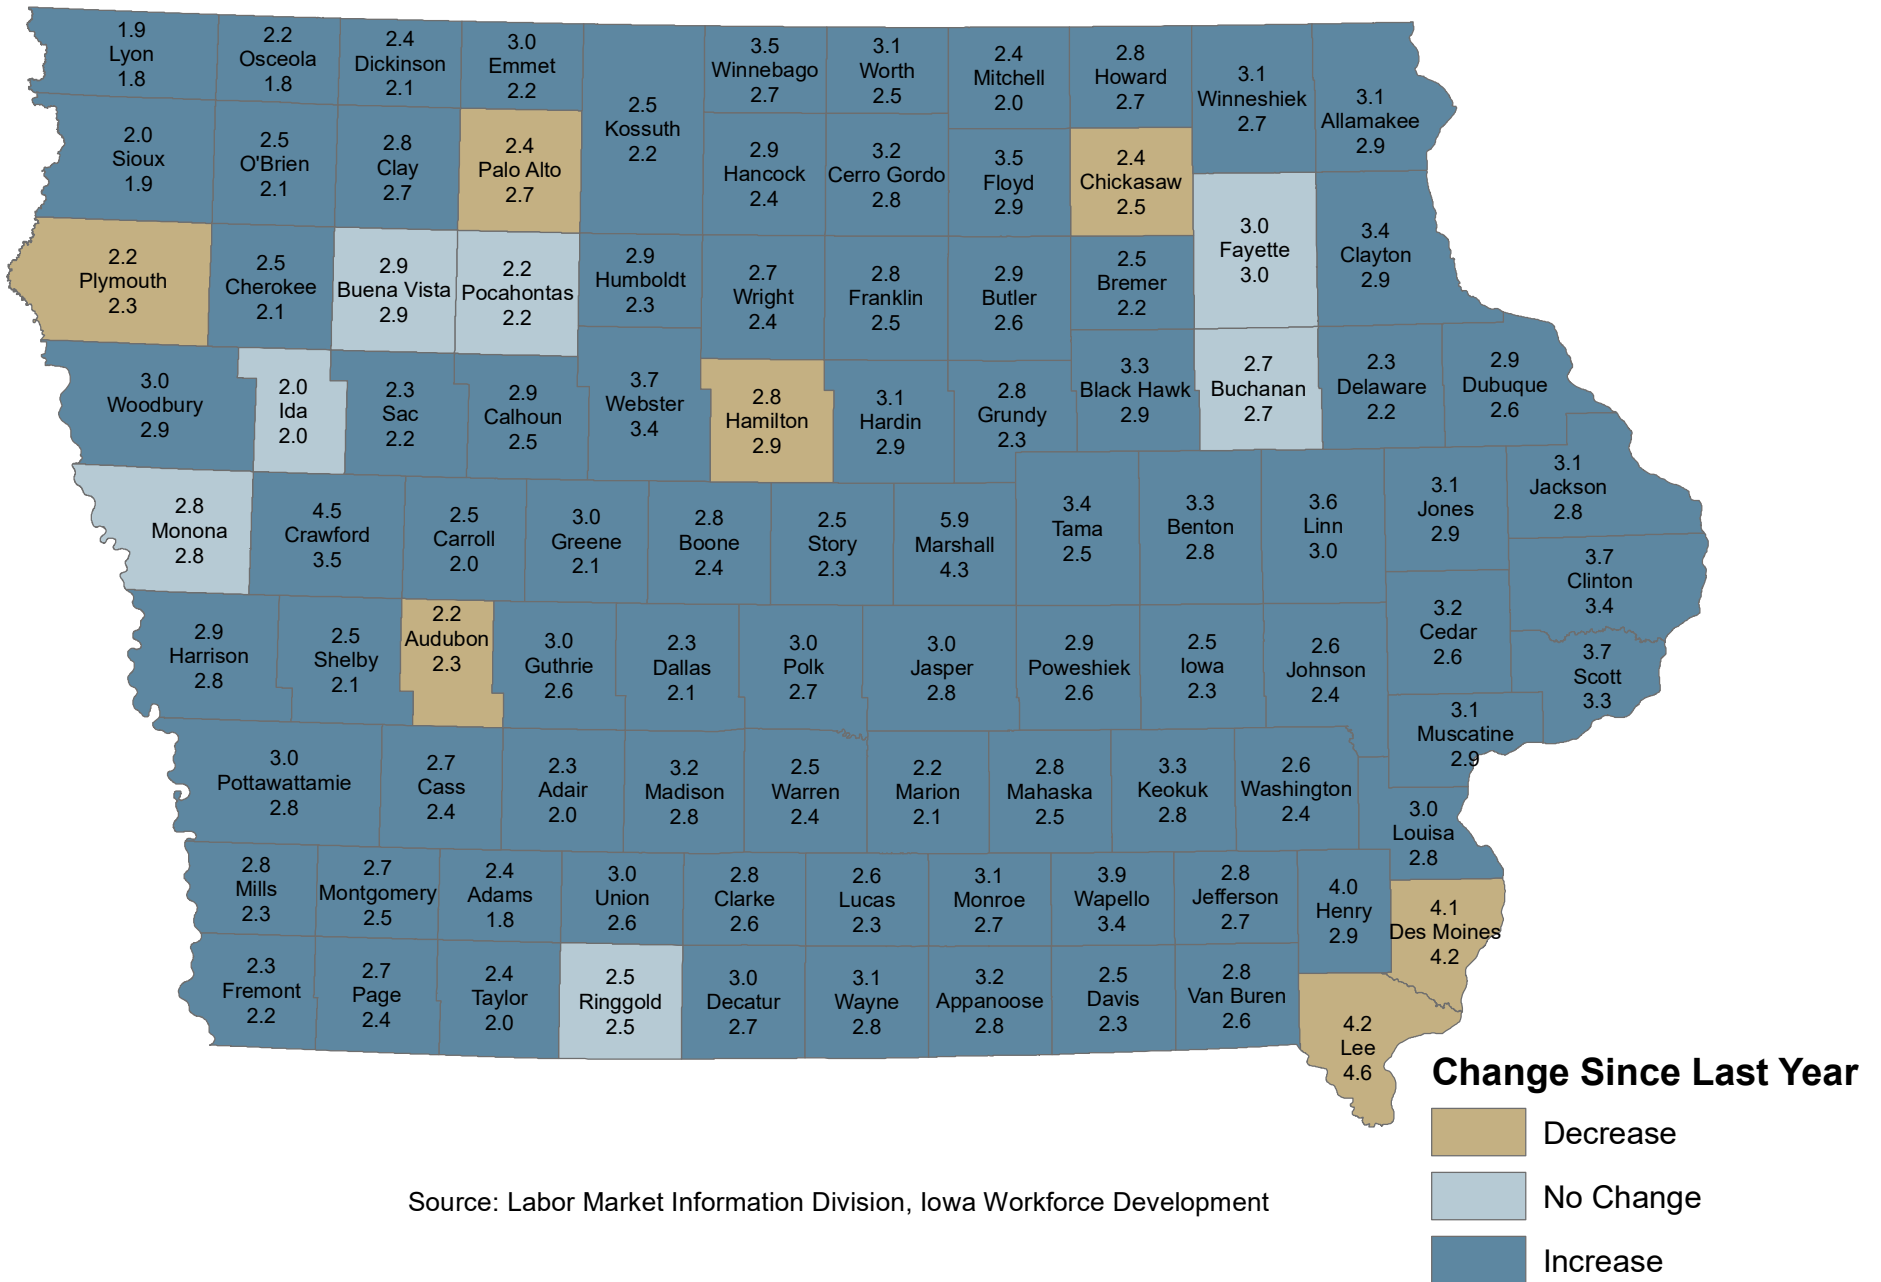 1.9
Lyon
1.8
2.2
Osceola
1.8
2.4
Dickinson
2.1
3.0
Emmet
2.2
2.5
Kossuth
2.2
3.5
Winnebago
2.7
3.1
Worth
2.5
2.4
Mitchell
2.0
2.8
Howard
2.7
3.1
Winneshiek
2.7
3.1
Allamakee
2.9
2.0
Sioux
1.9
2.5
O'Brien
2.1
2.8
Clay
2.7
2.4
Palo Alto
2.7
2.9
Hancock
2.4
3.2
Cerro Gordo
2.8
3.5
Floyd
2.9
2.4
Chickasaw
2.5
3.0
Fayette
3.0
3.4
Clayton
2.9
2.2
Plymouth
2.3
2.5
Cherokee
2.1
2.9
Buena Vista
2.9
2.2
Pocahontas
2.2
2.9
Humboldt
2.3
2.7
Wright
2.4
2.8
Franklin
2.5
2.9
Butler
2.6
2.5
Bremer
2.2
3.0
Woodbury
2.9
2.0
Ida
2.0
2.3
Sac
2.2
2.9
Calhoun
2.5
3.7
Webster
3.4
2.8
Hamilton
2.9
3.1
Hardin
2.9
2.8
Grundy
2.3
3.3
Black Hawk
2.9
2.7
Buchanan
2.7
2.3
Delaware
2.2
2.9
Dubuque
2.6
2.8
Monona
2.8
4.5
Crawford
3.5
2.5
Carroll
2.0
3.0
Greene
2.1
2.8
Boone
2.4
2.5
Story
2.3
5.9
Marshall
4.3
3.4
Tama
2.5
3.3
Benton
2.8
3.6
Linn
3.0
3.1
Jones
2.9
3.1
Jackson
2.8
3.7
Clinton
3.4
2.9
Harrison
2.8
2.5
Shelby
2.1
2.2
Audubon
2.3
3.0
Guthrie
2.6
2.3
Dallas
2.1
3.0
Polk
2.7
3.0
Jasper
2.8
2.9
Poweshiek
2.6
2.5
Iowa
2.3
2.6
Johnson
2.4
3.2
Cedar
2.6
3.7
Scott
3.3
3.1
Muscatine
2.9
3.0
Pottawattamie
2.8
2.7
Cass
2.4
2.3
Adair
2.0
3.2
Madison
2.8
2.5
Warren
2.4
2.2
Marion
2.1
2.8
Mahaska
2.5
3.3
Keokuk
2.8
2.6
Washington
2.4
3.0
Louisa
2.8
2.8
Mills
2.3
2.7
Montgomery
2.5
2.4
Adams
1.8
3.0
Union
2.6
2.8
Clarke
2.6
2.6
Lucas
2.3
3.1
Monroe
2.7
3.9
Wapello
3.4
2.8
Jefferson
2.7
4.0
Henry
2.9
4.1
Des Moines
4.2
2.3
Fremont
2.2
2.7
Page
2.4
2.4
Taylor
2.0
2.5
Ringgold
2.5
3.0
Decatur
2.7
3.1
Wayne
2.8
3.2
Appanoose
2.8
2.5
Davis
2.3
2.8
Van Buren
2.6
4.2
Lee
4.6
Change Since Last Year
Decrease
No Change
Increase
Source: Labor Market Information Division, Iowa Workforce Development